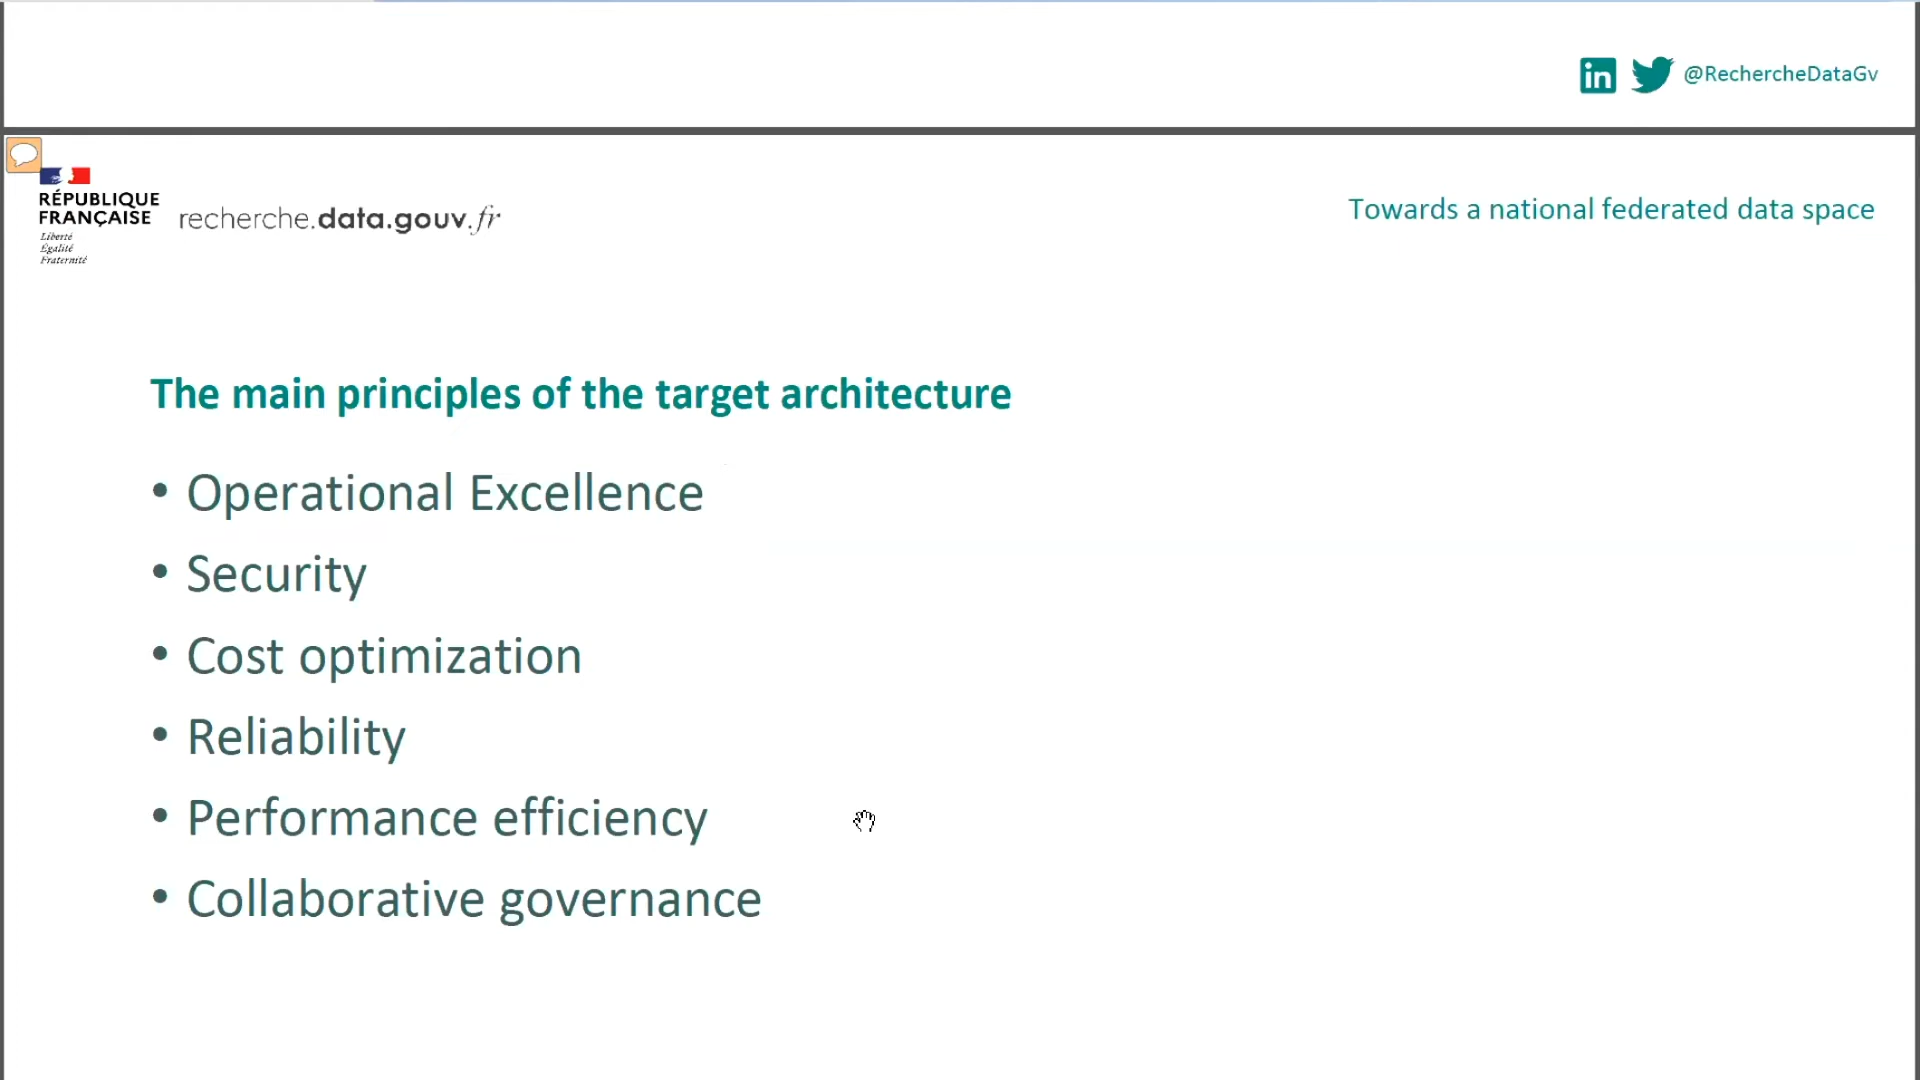 in @RechercheDataGv
RÉPUBLIQUE
FRANÇAISE
Liberté
Égalité
Fraternité
recherche.data.gouv.fr
Towards a national federated data space
The main principles of the target architecture
• Operational Excellence
• Security
• Cost optimization
• Reliability
• Performance efficiency
• Collaborative governance